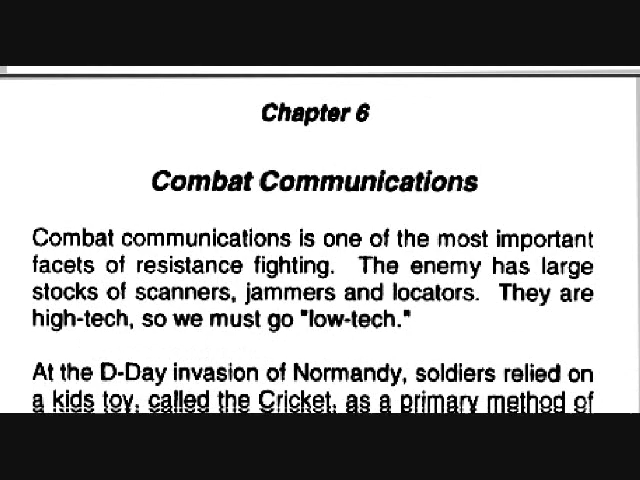 Chapter 6
Combat Communications
Combat communications is one of the most important
facets of resistance fighting. The enemy has large
stocks of scanners, jammers and locators. They are
high-tech, so we must go "low-tech."
At the D-Day invasion of Normandy, soldiers relied on
a kids toy, called the Cricket, as a primary method of